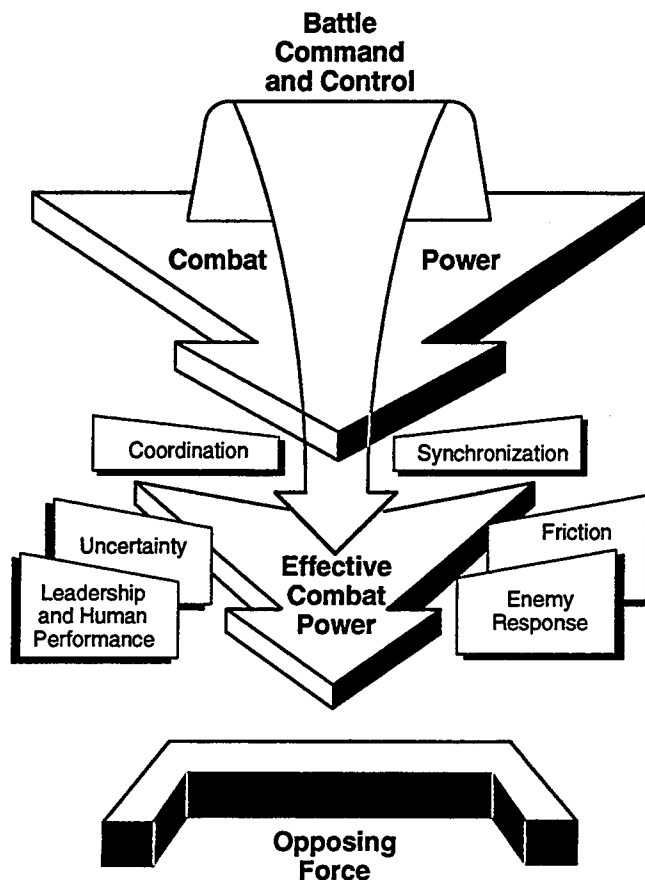 Battle
Command
and Control
Combat Power
Coordination
Synchronization
Uncertainty
Friction
Leadership
and Human
Performance
Effective
Combat
Power
Enemy
Response
Opposing
Force